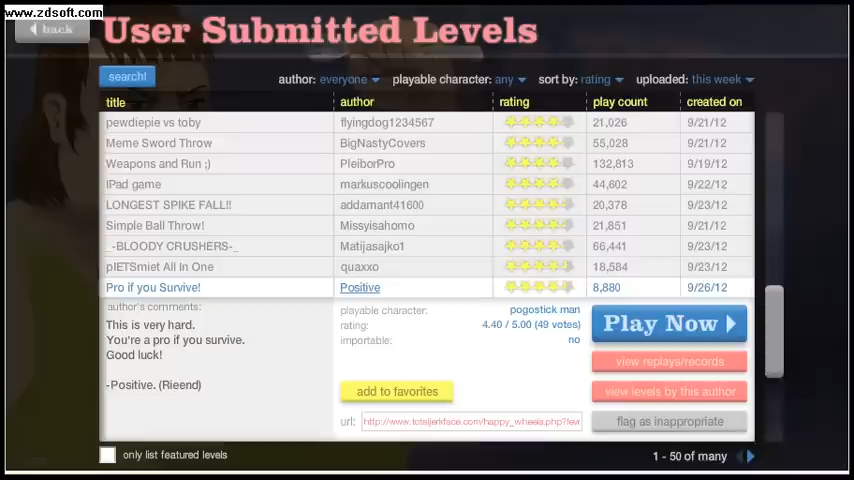 www.zdsoft.com
back
User Submitted Levels
search!
author: everyone playable character: any sort by: rating uploaded: this week
title author rating play count created on
pewdiepie vs toby flyingdog1234567 21,026 9/21/12
Meme Sword Throw BigNastyCovers 55,028 9/21/12
Weapons and Run ;) PleiborPro 132,813 9/19/12
IPad game markuscoolingen 44,602 9/22/12
LONGEST SPIKE FALL!! addamant41600 20,378 9/23/12
Simple Ball Throw! Missyisahomo 21,851 9/21/12
_-BLOODY CRUSHERS-_ Matijasajko1 66,441 9/23/12
pIETSmiet All In One quaxxo 18,584 9/23/12
Pro if you Survive! Positive 8,880 9/26/12
author's comments:
This is very hard.
You're a pro if you survive.
Good luck!
-Positive. (Rieend)
playable character: pogostick man
rating: 4.40 / 5.00 (49 votes)
importable: no
add to favorites
url: http://www.totaljerkface.com/happy_wheels.php?lev
Play Now
view replays/records
view levels by this author
flag as inappropriate
only list featured levels
1 - 50 of many